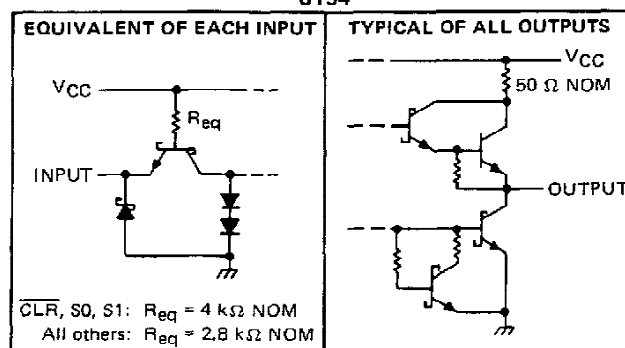 EQUIVALENT OF EACH INPUT
VCC
Req
INPUT
CLR, S0, S1: Req = 4 kΩ NOM
All others: Req = 2.8 kΩ NOM
TYPICAL OF ALL OUTPUTS
VCC
50 Ω NOM
OUTPUT